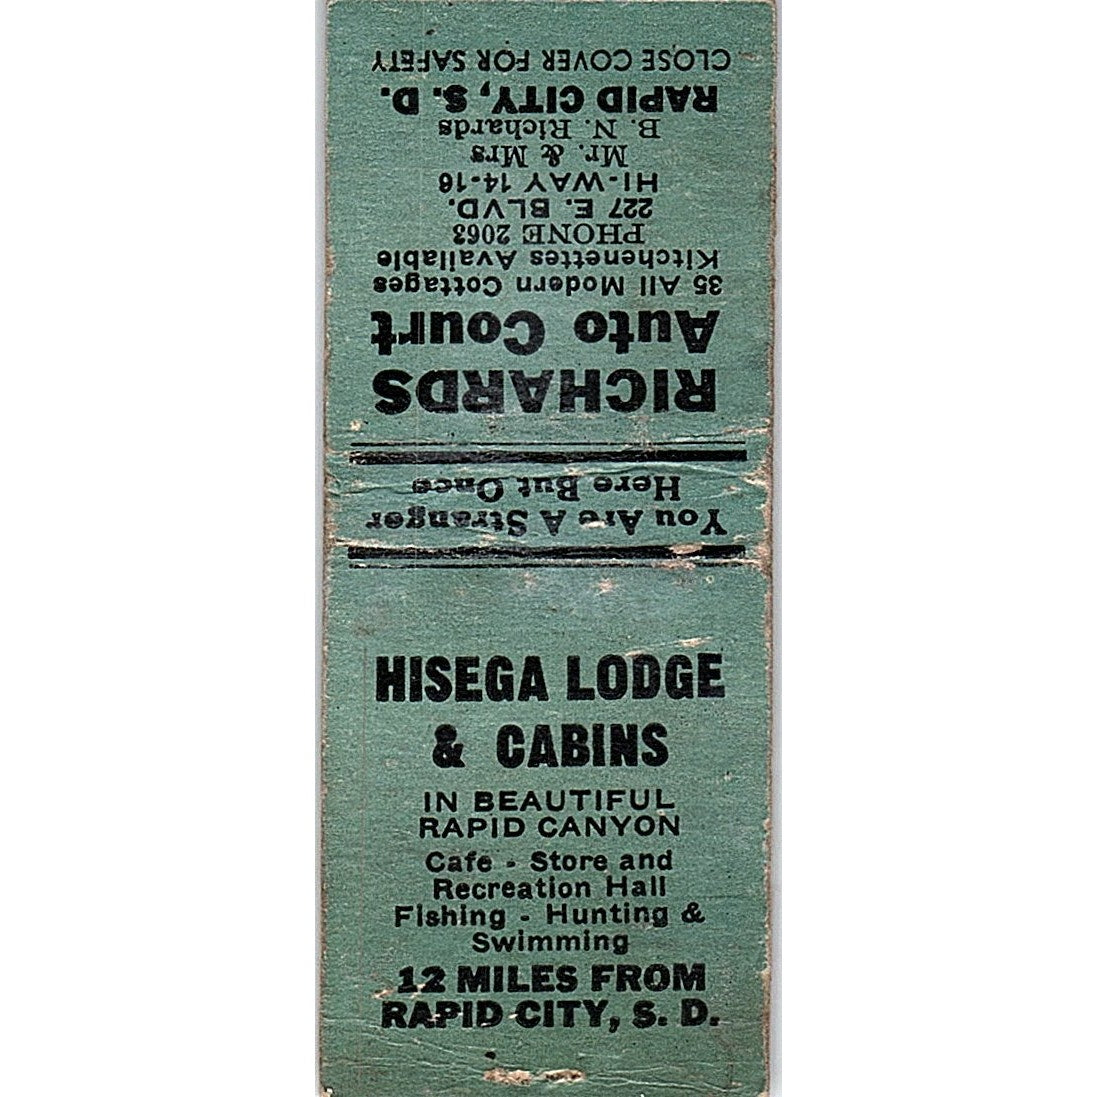 RICHARDS
Auto Court
35 All Modern Cottages
Kitchenettes Available
PHONE 2063
227 E. BLVD.
HI-WAY 14-16
Mr. & Mrs
B. N. Richards
RAPID CITY, S. D.
CLOSE COVER FOR SAFETY
You Are A Stranger
Here But Once
HISEGA LODGE
& CABINS
IN BEAUTIFUL
RAPID CANYON
Cafe - Store and
Recreation Hall
Fishing - Hunting &
Swimming
12 MILES FROM
RAPID CITY, S. D.